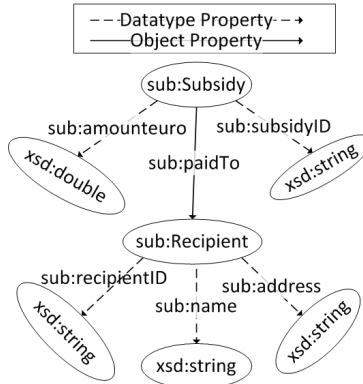 Datatype Property
Object Property
sub:Subsidy
sub:amounteuro
sub:subsidyID
sub:paidTo
xsd:double
xsd:string
sub:Recipient
sub:recipientID
sub:address
sub:name
xsd:string
xsd:string
xsd:string